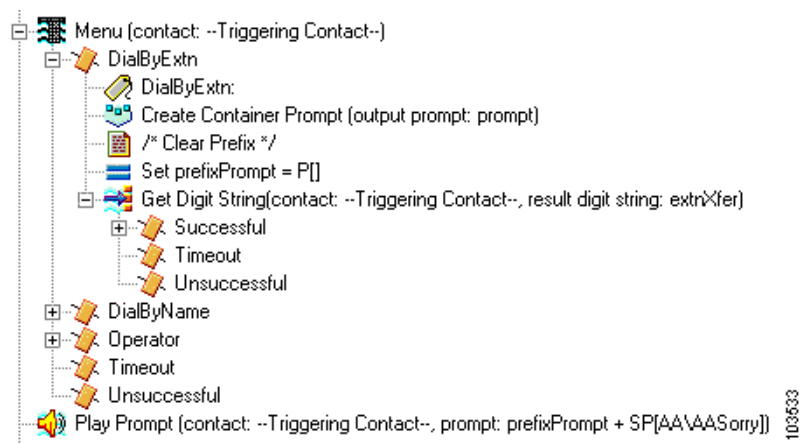 Menu (contact: --Triggering Contact--)
DialByExtn
DialByExtn:
Create Container Prompt (output prompt: prompt)
/* Clear Prefix */
Set prefixPrompt = P[]
Get Digit String(contact: --Triggering Contact--, result digit string: extnXfer)
Successful
Timeout
Unsuccessful
DialByName
Operator
Timeout
Unsuccessful
Play Prompt (contact: --Triggering Contact--, prompt: prefixPrompt + SP[AA\AASorry])
103533